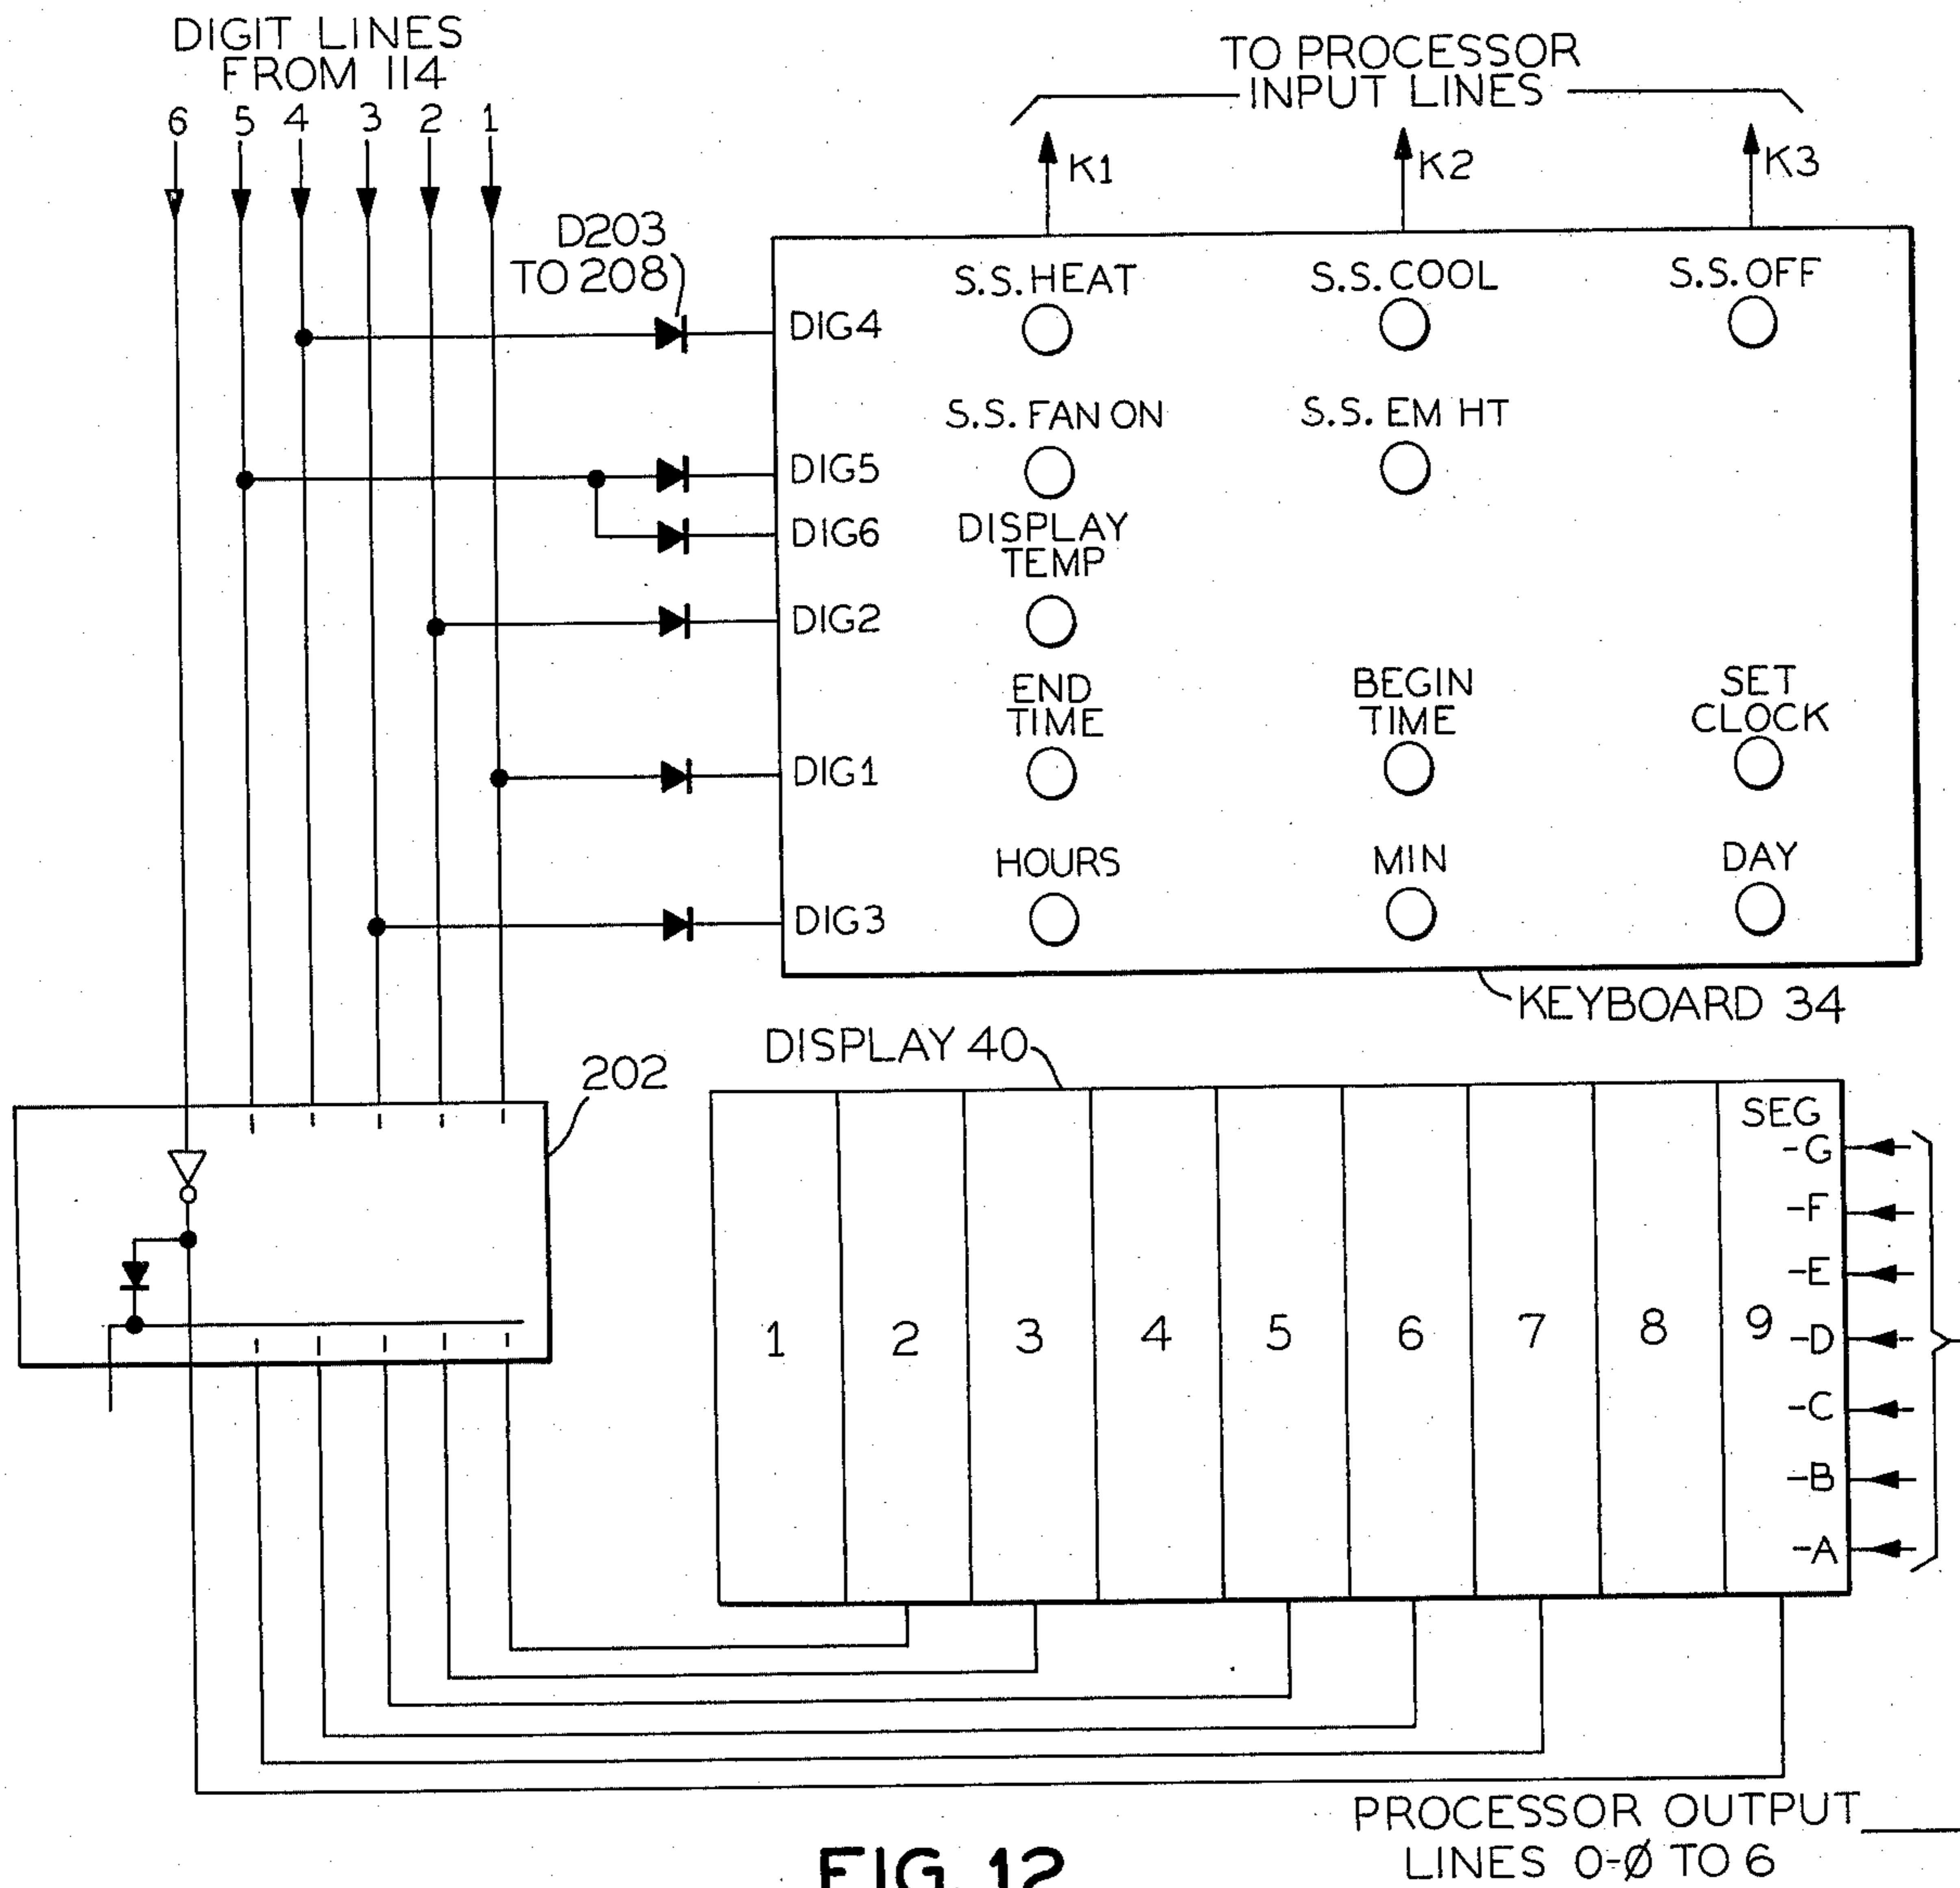 DIGIT LINES
FROM 114
6 5 4 3 2 1
TO PROCESSOR
INPUT LINES
K1 K2 K3
D203
TO 208
DIG4
S.S. HEAT
S.S. COOL
S.S. OFF
DIG5
S.S. FAN ON
S.S. EM HT
DIG6
DISPLAY
TEMP
DIG2
END
TIME
BEGIN
TIME
SET
CLOCK
DIG1
HOURS
MIN
DAY
DIG3
KEYBOARD 34
DISPLAY 40
202
1 2 3 4 5 6 7 8 9
SEG
-G
-F
-E
-D
-C
-B
-A
PROCESSOR OUTPUT
LINES 0-Ø TO 6
FIG. 12